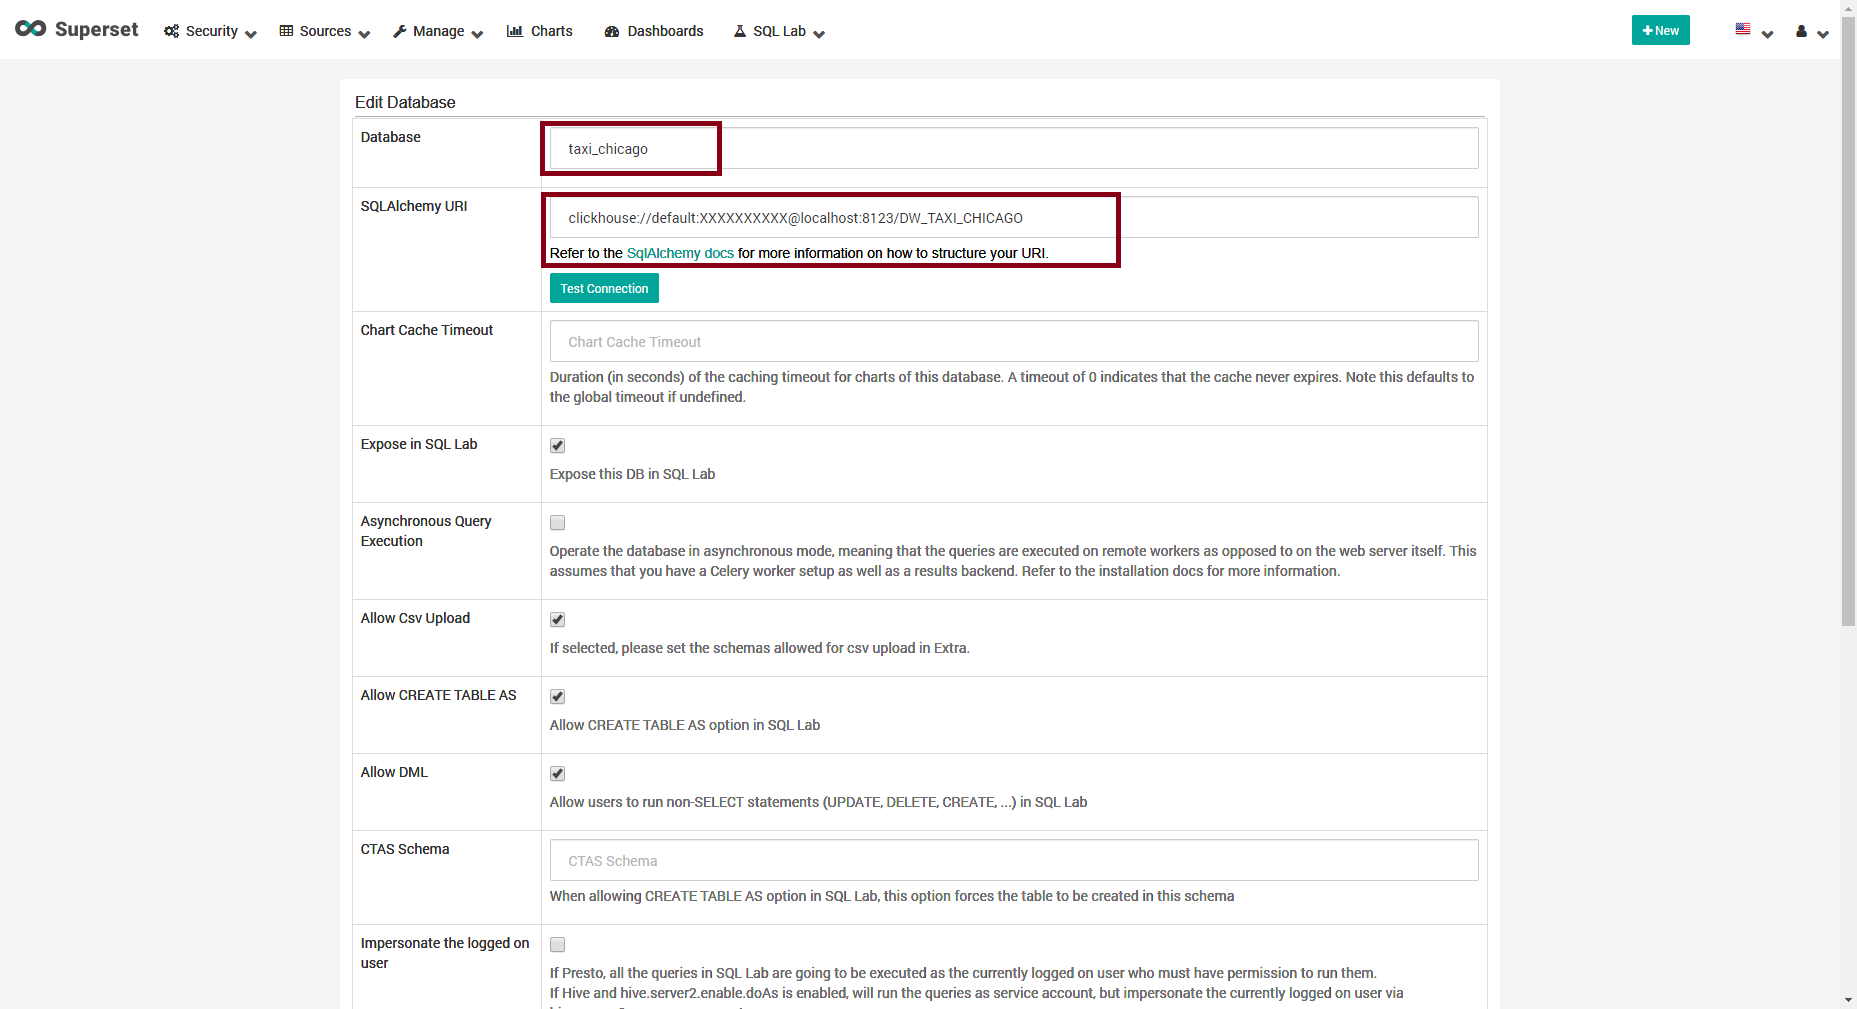 Superset Security Sources Manage Charts Dashboards SQL Lab New
Edit Database
Database
taxi_chicago
SQLAlchemy URI
clickhouse://default:XXXXXXXXXX@localhost:8123/DW_TAXI_CHICAGO
Refer to the SqlAlchemy docs for more information on how to structure your URI.
Test Connection
Chart Cache Timeout
Chart Cache Timeout
Duration (in seconds) of the caching timeout for charts of this database. A timeout of 0 indicates that the cache never expires. Note this defaults to
the global timeout if undefined.
Expose in SQL Lab
Expose this DB in SQL Lab
Asynchronous Query
Execution
Operate the database in asynchronous mode, meaning that the queries are executed on remote workers as opposed to on the web server itself. This
assumes that you have a Celery worker setup as well as a results backend. Refer to the installation docs for more information.
Allow Csv Upload
If selected, please set the schemas allowed for csv upload in Extra.
Allow CREATE TABLE AS
Allow CREATE TABLE AS option in SQL Lab
Allow DML
Allow users to run non-SELECT statements (UPDATE, DELETE, CREATE, ...) in SQL Lab
CTAS Schema
CTAS Schema
When allowing CREATE TABLE AS option in SQL Lab, this option forces the table to be created in this schema
Impersonate the logged on
user
If Presto, all the queries in SQL Lab are going to be executed as the currently logged on user who must have permission to run them.
If Hive and hive.server2.enable.doAs is enabled, will run the queries as service account, but impersonate the currently logged on user via